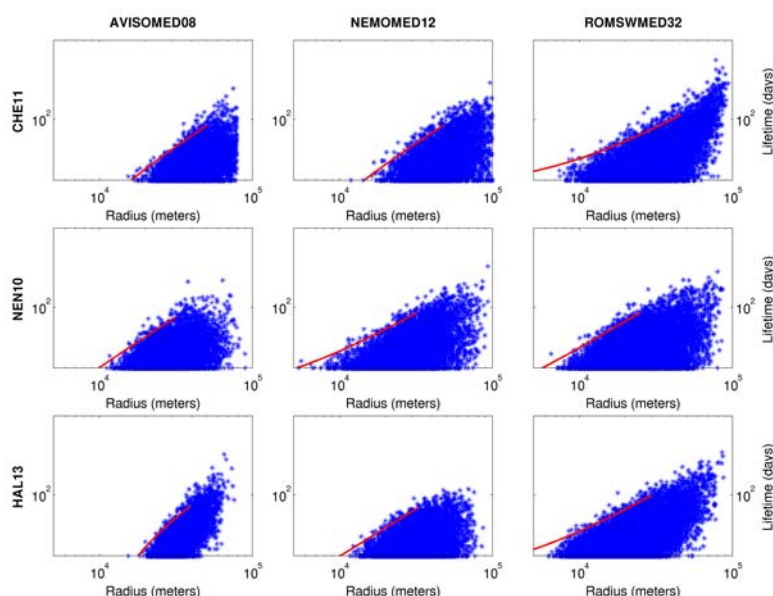 AVISOMED08 NEMOMED12 ROMSWMED32
CHE11
10² 10² 10²
Lifetime (days)
10⁴ 10⁵ 10⁴ 10⁵ 10⁴ 10⁵
Radius (meters) Radius (meters) Radius (meters)
NEN10
10² 10² 10²
Lifetime (days)
10⁴ 10⁵ 10⁴ 10⁵ 10⁴ 10⁵
Radius (meters) Radius (meters) Radius (meters)
HAL13
10² 10² 10²
Lifetime (days)
10⁴ 10⁵ 10⁴ 10⁵ 10⁴ 10⁵
Radius (meters) Radius (meters) Radius (meters)